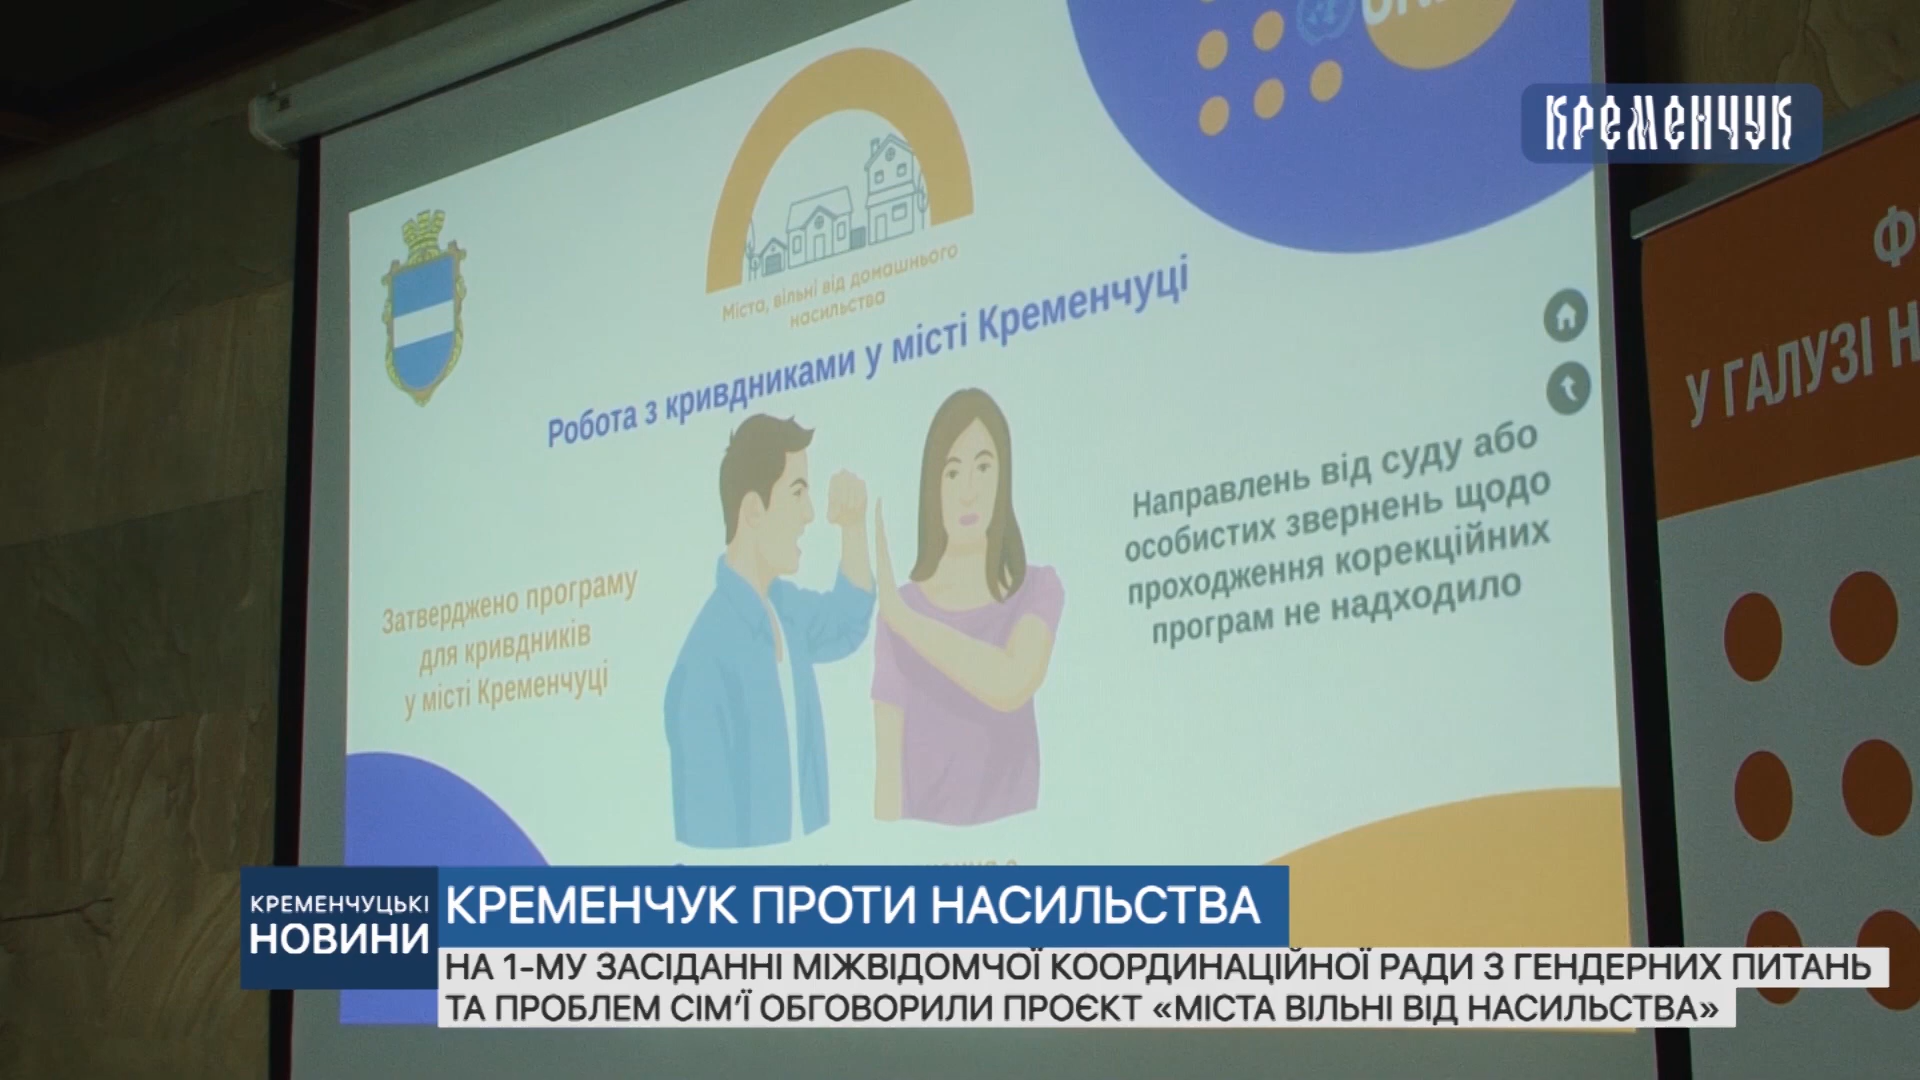 КРЕМЕНЧУК
Міста, вільні від домашнього
насильства
Робота з кривдниками у місті Кременчуці
Затверджено програму
для кривдників
у місті Кременчуці
Направлень від суду або
особистих звернень щодо
проходження корекційних
програм не надходило
У ГАЛУЗІ
КРЕМЕНЧУЦЬКІ
НОВИНИ
КРЕМЕНЧУК ПРОТИ НАСИЛЬСТВА
НА 1-МУ ЗАСІДАННІ МІЖВІДОМЧОЇ КООРДИНАЦІЙНОЇ РАДИ З ГЕНДЕРНИХ ПИТАНЬ
ТА ПРОБЛЕМ СІМ’Ї ОБГОВОРИЛИ ПРОЄКТ «МІСТА ВІЛЬНІ ВІД НАСИЛЬСТВА»